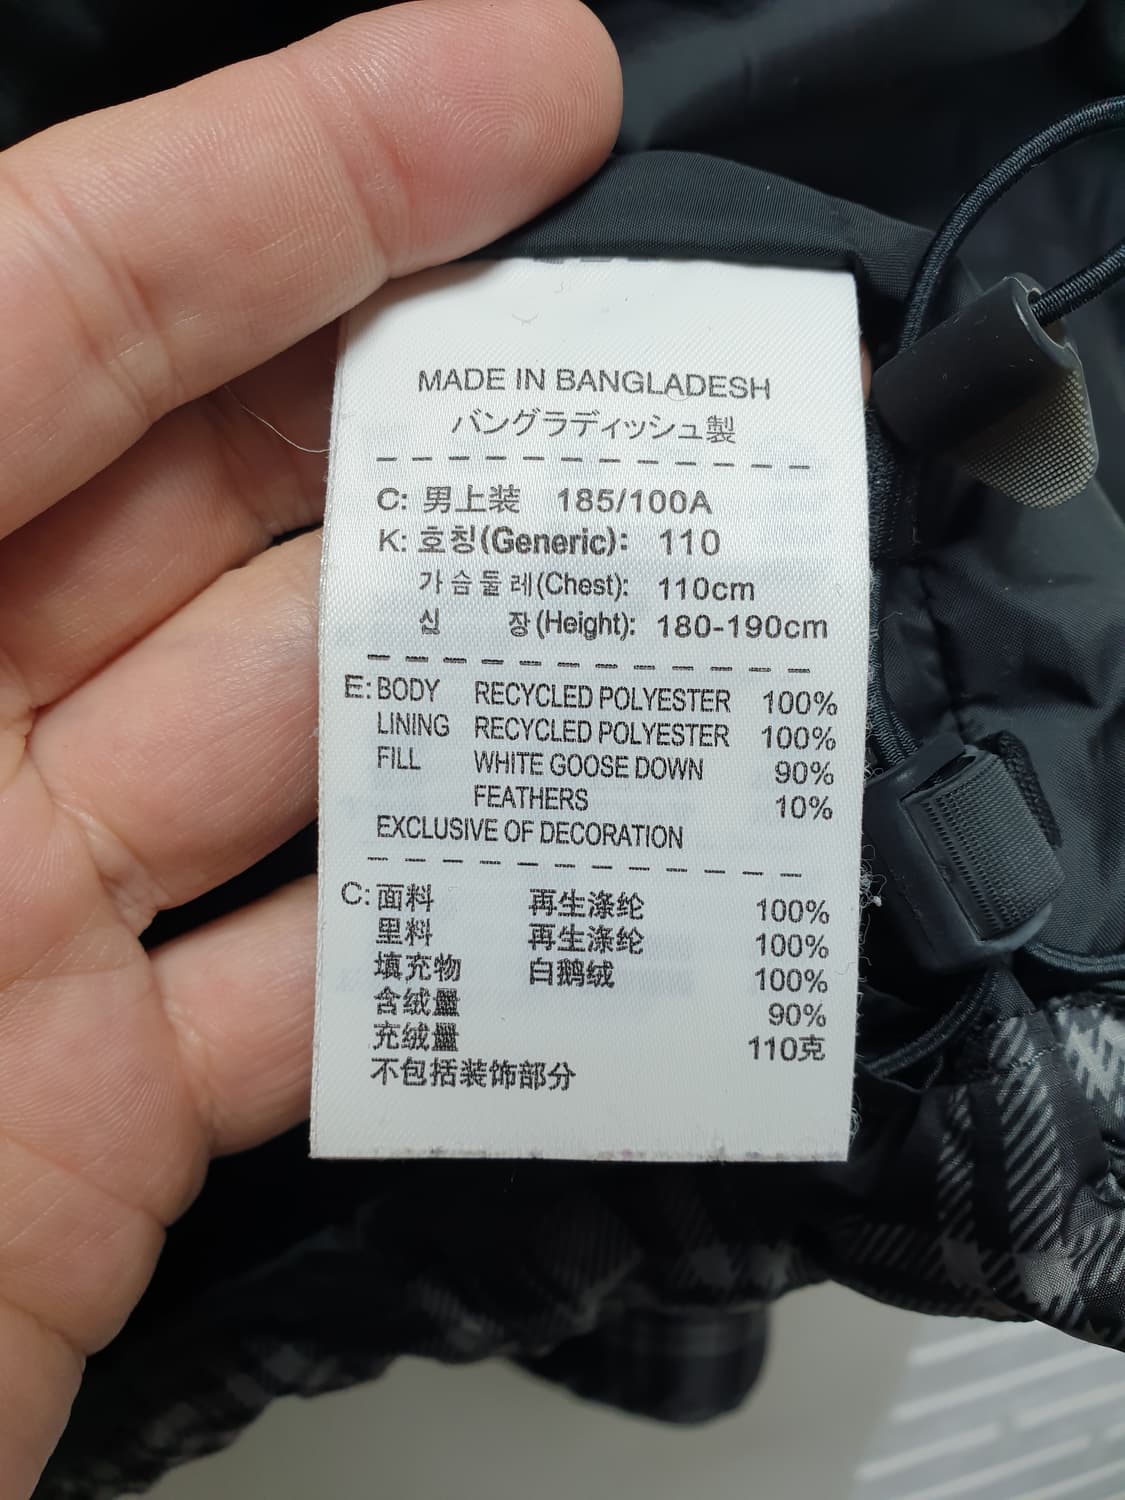 MADE IN BANGLADESH
バングラディッシュ製
C: 男上装 185/100A
K: 호칭(Generic): 110
가슴둘레(Chest): 110cm
신 장(Height): 180-190cm
E: BODY RECYCLED POLYESTER 100%
LINING RECYCLED POLYESTER 100%
FILL WHITE GOOSE DOWN 90%
FEATHERS 10%
EXCLUSIVE OF DECORATION
C: 面料 再生涤纶 100%
里料 再生涤纶 100%
填充物 白鹅绒 100%
含绒量 90%
充绒量 110克
不包括装饰部分